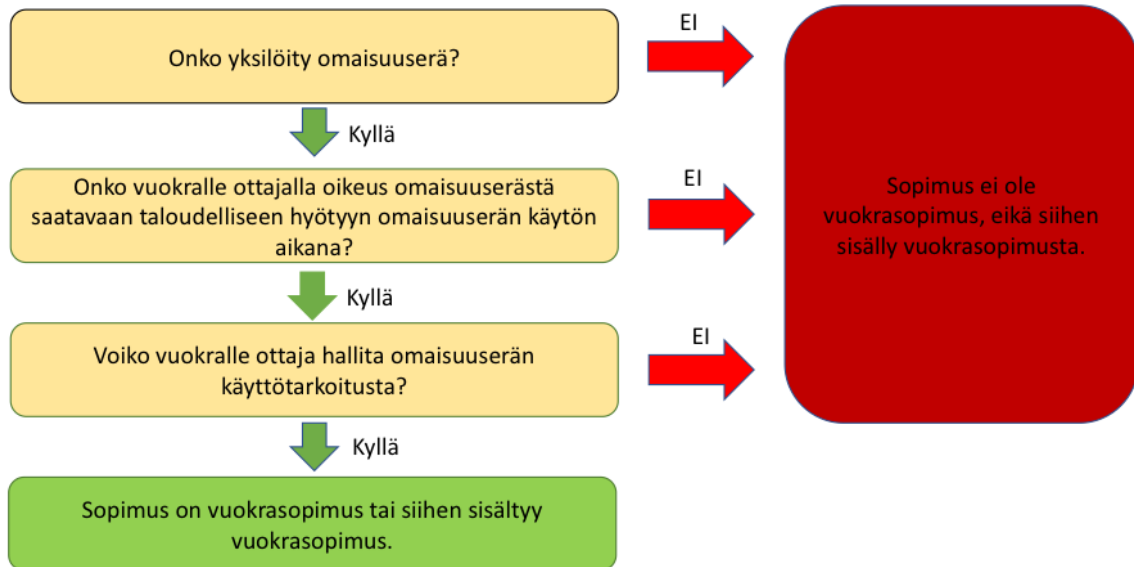 Onko yksilöity omaisuuserä?
EI
Kyllä
Onko vuokralle ottajalla oikeus omaisuuserästä
saatavaan taloudelliseen hyötyyn omaisuuserän käytön
aikana?
EI
Kyllä
Voiko vuokralle ottaja hallita omaisuuserän
käyttötarkoitusta?
EI
Kyllä
Sopimus on vuokrasopimus tai siihen sisältyy
vuokrasopimus.
Sopimus ei ole
vuokrasopimus, eikä siihen
sisälly vuokrasopimusta.